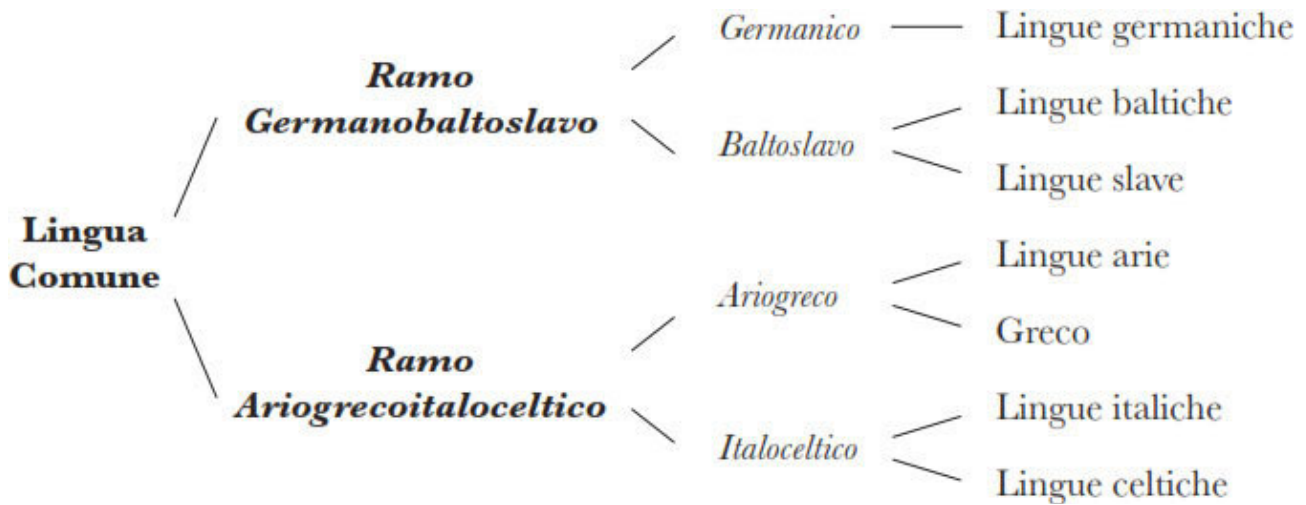 Germanico
Lingue germaniche
Ramo
Germanobaltoslavo
Lingue baltiche
Baltoslavo
Lingue slave
Lingua
Comune
Lingue arie
Ariogreco
Greco
Ramo
Ariogrecoitaloceltico
Lingue italiche
Italoceltico
Lingue celtiche